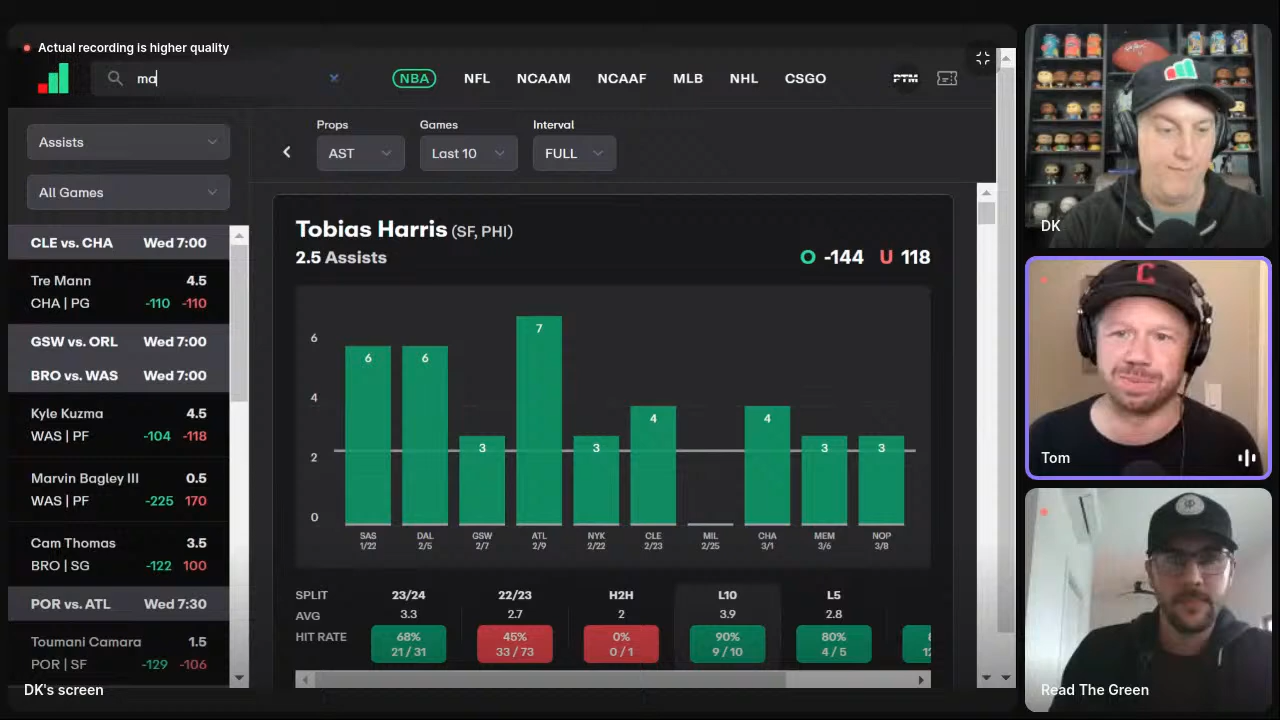 Actual recording is higher quality
ma
NBA NFL NCAAM NCAAF MLB NHL CSGO PTM
Assists
All Games
CLE vs. CHA Wed 7:00
Tre Mann 4.5
CHA | PG -110 -110
GSW vs. ORL Wed 7:00
BRO vs. WAS Wed 7:00
Kyle Kuzma 4.5
WAS | PF -104 -118
Marvin Bagley III 0.5
WAS | PF -225 170
Cam Thomas 3.5
BRO | SG -122 100
POR vs. ATL Wed 7:30
Toumani Camara 1.5
POR | SF -129 -106
DK's screen
Props Games Interval
AST Last 10 FULL
Tobias Harris (SF, PHI)
2.5 Assists O -144 U 118
6
4
2
0
6 6 3 7 3 4 4 3 3
SAS DAL GSW ATL NYK CLE MIL CHA MEM NOP
1/22 2/5 2/7 2/9 2/22 2/23 2/25 3/1 3/6 3/8
SPLIT 23/24 22/23 H2H L10 L5
AVG 3.3 2.7 2 3.9 2.8
HIT RATE 68% 45% 0% 90% 80%
21 / 31 33 / 73 0 / 1 9 / 10 4 / 5
DK
C
Tom
Read The Green